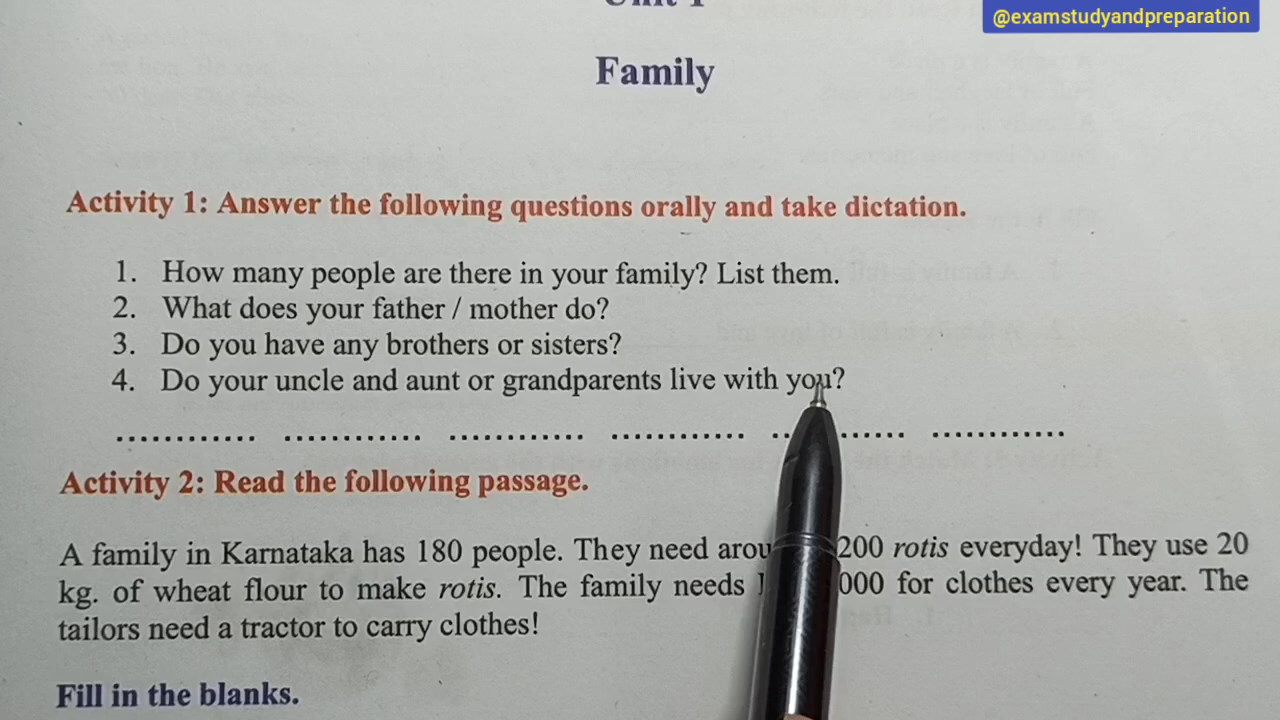 @examstudyandpreparation
Family
Activity 1: Answer the following questions orally and take dictation.
1. How many people are there in your family? List them.
2. What does your father / mother do?
3. Do you have any brothers or sisters?
4. Do your uncle and aunt or grandparents live with you?
Activity 2: Read the following passage.
A family in Karnataka has 180 people. They need 200 rotis everyday! They use 20
kg. of wheat flour to make rotis. The family needs 000 for clothes every year. The
tailors need a tractor to carry clothes!
Fill in the blanks.